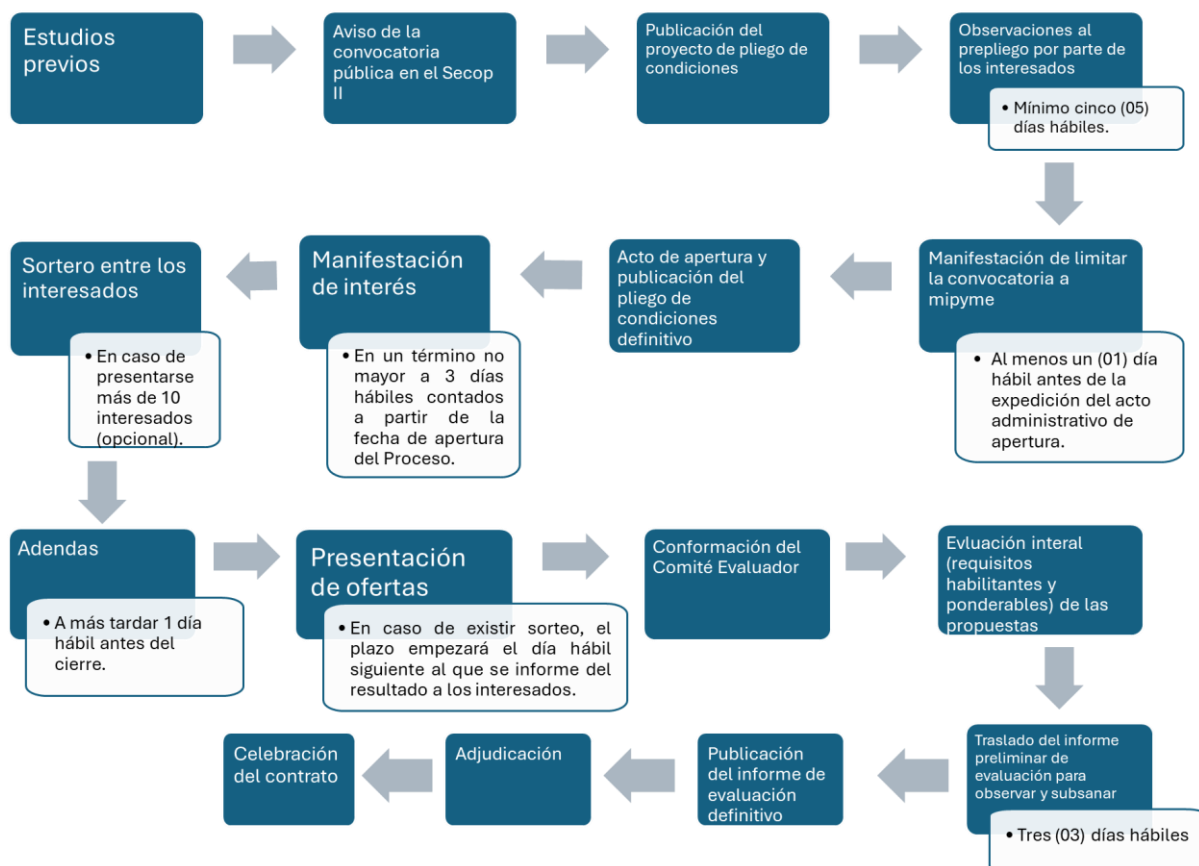 Estudios
previos
Aviso de la
convocatoria
pública en el Secop
II
Publicación del
proyecto de pliego de
condiciones
Observaciones al
prepliego por parte de
los interesados
• Mínimo cinco (05)
días hábiles.
Manifestación de limitar
la convocatoria a
mipyme
• Al menos un (01) día
hábil antes de la
expedición del acto
administrativo de
apertura.
Acto de apertura y
publicación del
pliego de
condiciones
definitivo
Manifestación
de interés
• En un término no
mayor a 3 días
hábiles contados
a partir de la
fecha de apertura
del Proceso.
Sortero entre los
interesados
• En caso de
presentarse
más de 10
interesados
(opcional).
Adendas
• A más tardar 1 día
hábil antes del
cierre.
Presentación
de ofertas
• En caso de existir sorteo, el
plazo empezará el día hábil
siguiente al que se informe del
resultado a los interesados.
Conformación del
Comité Evaluador
Evluación interal
(requisitos
habilitantes y
ponderables) de las
propuestas
Traslado del informe
preliminar de
evaluación para
observar y subsanar
• Tres (03) días hábiles
Publicación
del informe de
evaluación
definitivo
Adjudicación
Celebración
del contrato